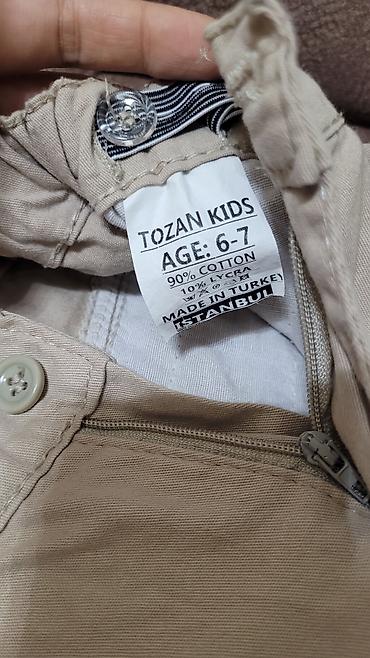 TOZAN KIDS
AGE: 6-7
90% COTTON
10% LYCRA
MADE IN TURKEY
ISTANBUL